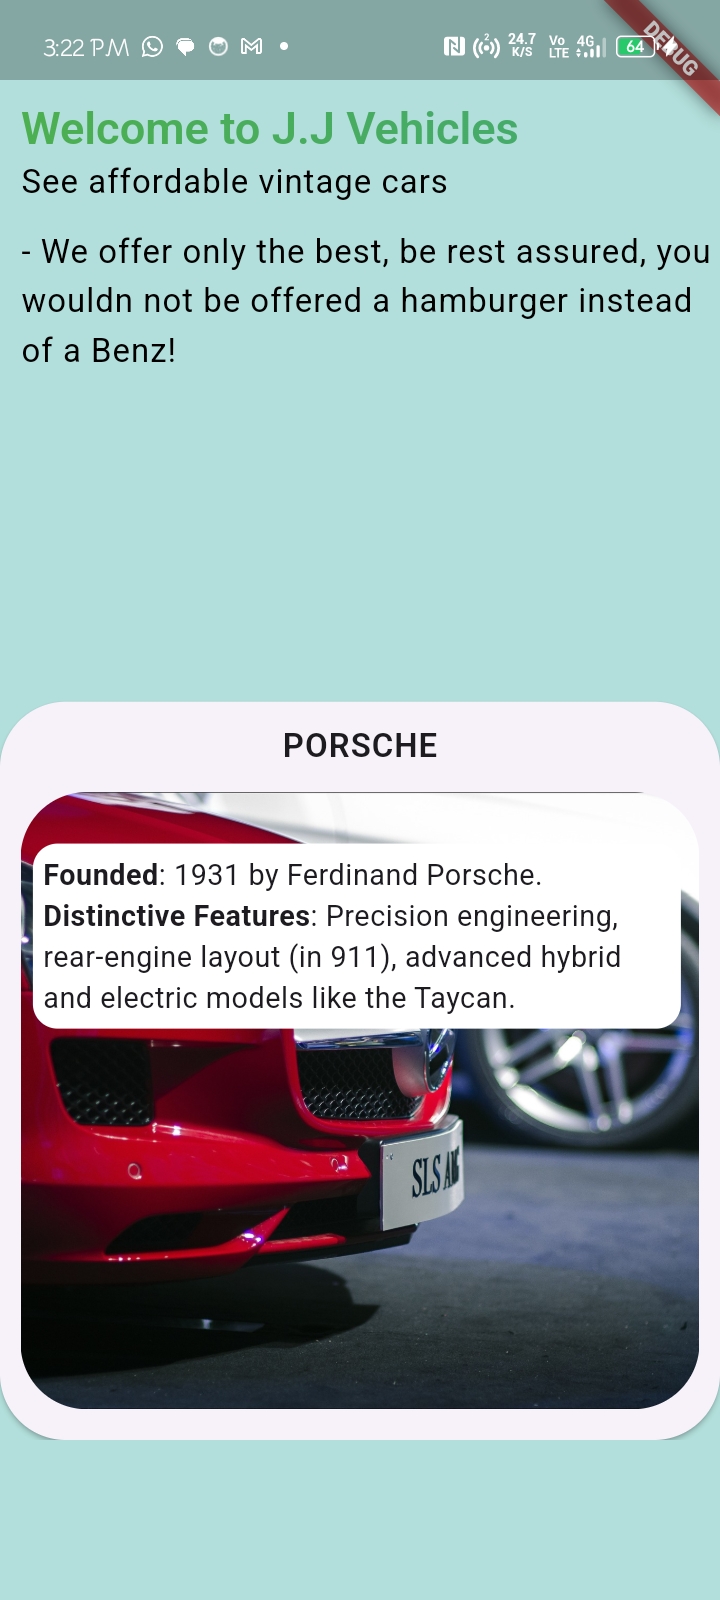 3:22 PM
2
24.7
K/S
Vo
LTE
4G
64
DEBUG
Welcome to J.J Vehicles
See affordable vintage cars
- We offer only the best, be rest assured, you
wouldn not be offered a hamburger instead
of a Benz!
PORSCHE
Founded: 1931 by Ferdinand Porsche.
Distinctive Features: Precision engineering,
rear-engine layout (in 911), advanced hybrid
and electric models like the Taycan.
SLS AMG